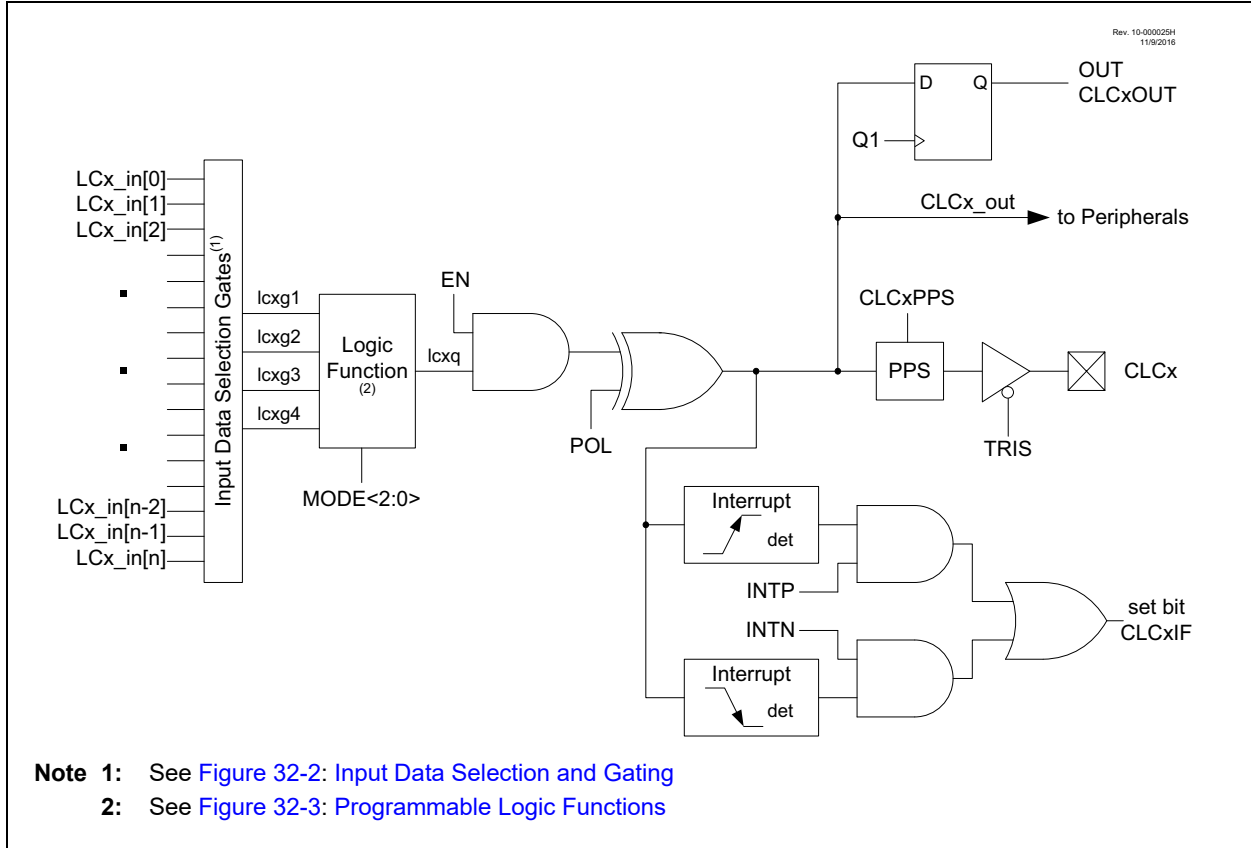 Rev. 10-000025H
11/9/2016
D Q
OUT
CLCxOUT
Q1
CLCx_out
to Peripherals
LCx_in[0]
LCx_in[1]
LCx_in[2]
LCx_in[n-2]
LCx_in[n-1]
LCx_in[n]
Input Data Selection Gates(1)
lcxg1
lcxg2
lcxg3
lcxg4
Logic
Function
(2)
MODE<2:0>
EN
lcxq
POL
CLCxPPS
PPS
TRIS
CLCx
Interrupt
det
INTP
INTN
Interrupt
det
set bit
CLCxIF
Note 1: See Figure 32-2: Input Data Selection and Gating
2: See Figure 32-3: Programmable Logic Functions